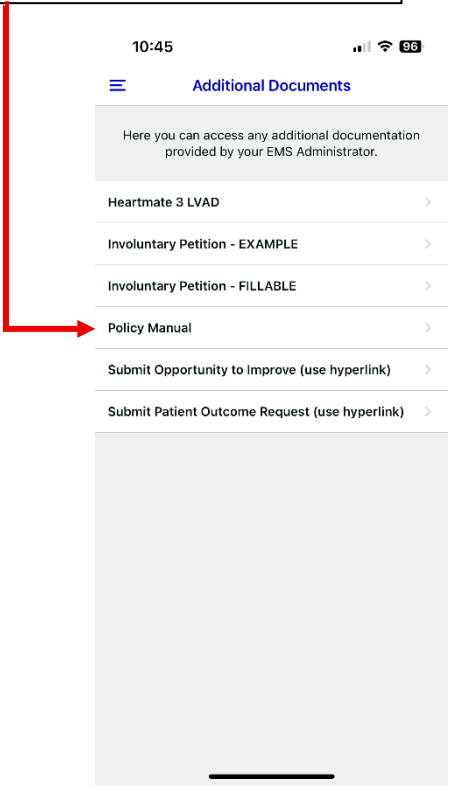 10:45
96
Additional Documents
Here you can access any additional documentation
provided by your EMS Administrator.
Heartmate 3 LVAD
Involuntary Petition - EXAMPLE
Involuntary Petition - FILLABLE
Policy Manual
Submit Opportunity to Improve (use hyperlink)
Submit Patient Outcome Request (use hyperlink)